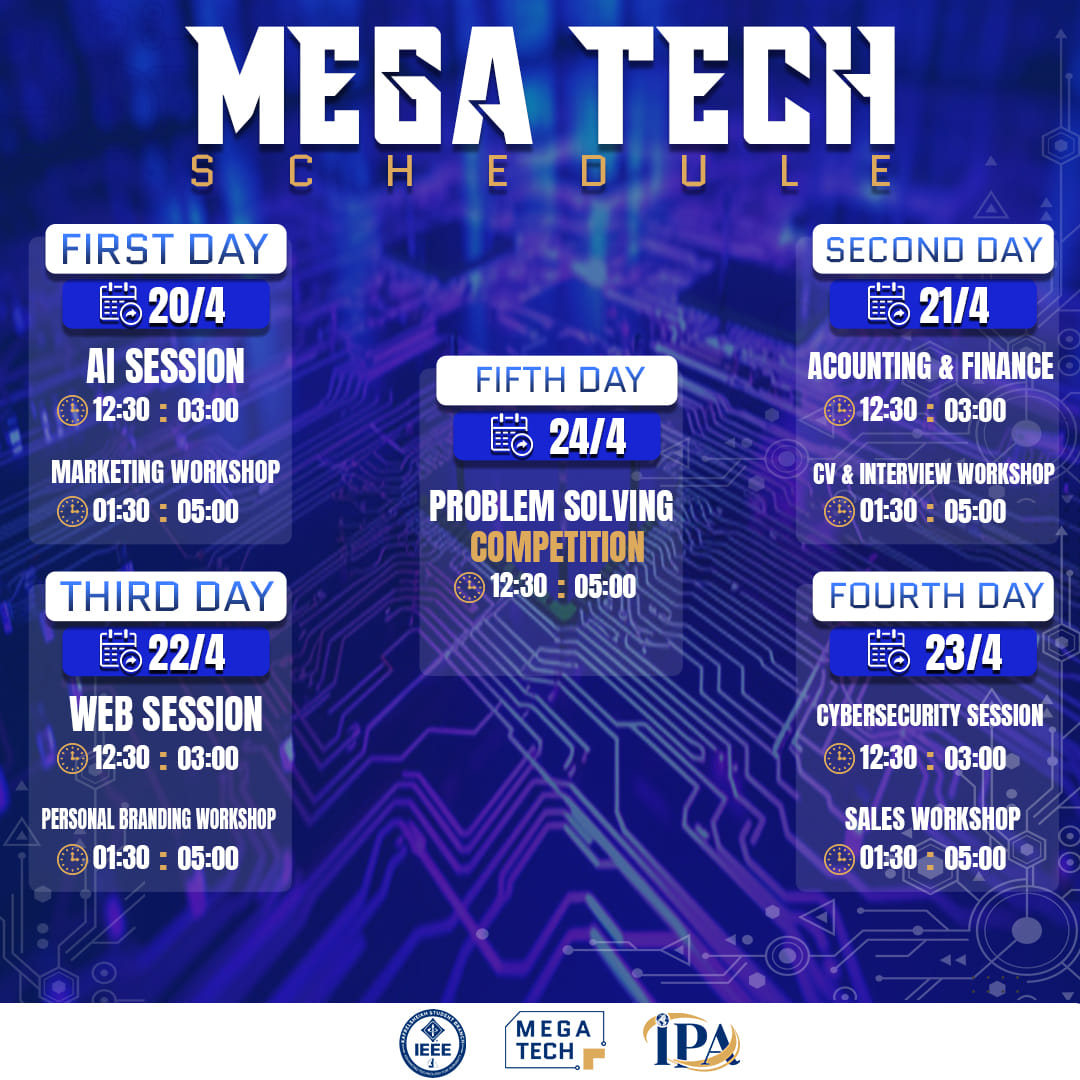 MEGA TECH
SCHEDULE
FIRST DAY
20/4
AI SESSION
12:30 : 03:00
MARKETING WORKSHOP
01:30 : 05:00
SECOND DAY
21/4
ACOUNTING & FINANCE
12:30 : 03:00
CV & INTERVIEW WORKSHOP
01:30 : 05:00
THIRD DAY
22/4
WEB SESSION
12:30 : 03:00
PERSONAL BRANDING WORKSHOP
01:30 : 05:00
FOURTH DAY
23/4
CYBERSECURITY SESSION
12:30 : 03:00
SALES WORKSHOP
01:30 : 05:00
FIFTH DAY
24/4
PROBLEM SOLVING
COMPETITION
12:30 : 05:00
KAFRELSHEIKH STUDENT BRANCH
IEEE
MEGA
TECH
IPA